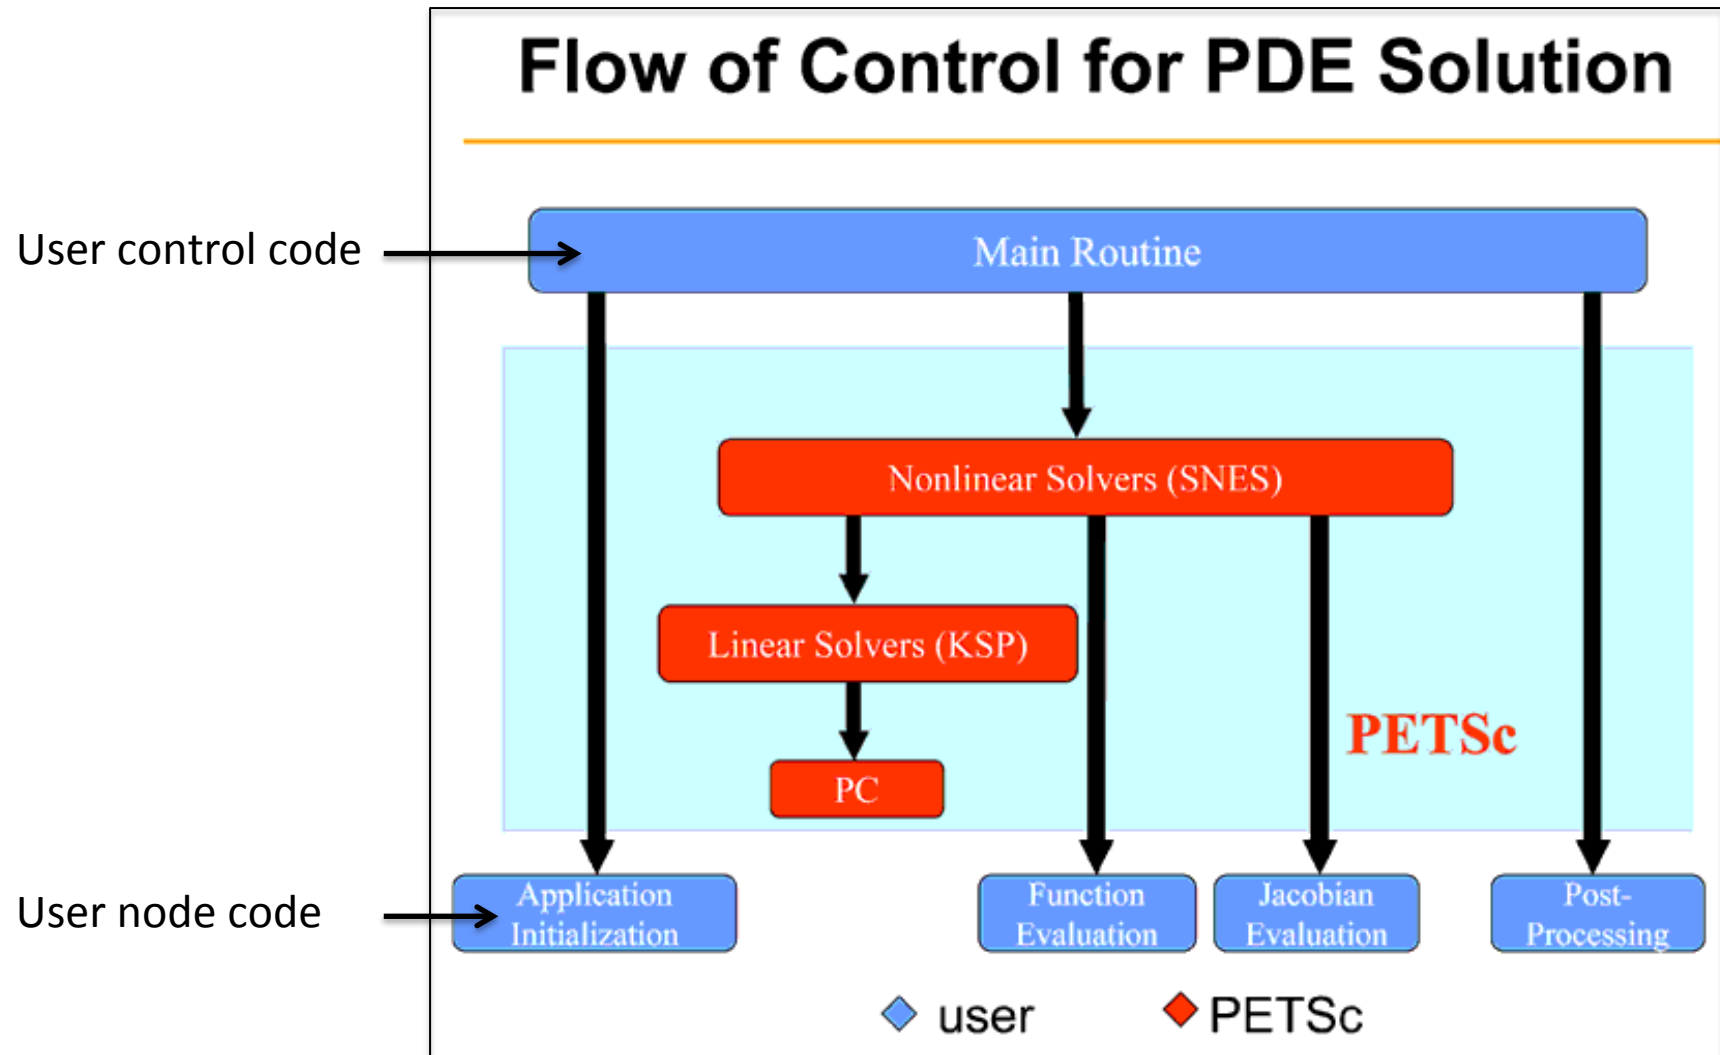 Flow of Control for PDE Solution
User control code
Main Routine
Nonlinear Solvers (SNES)
Linear Solvers (KSP)
PETSc
PC
User node code
Application
Initialization
Function
Evaluation
Jacobian
Evaluation
Post-
Processing
user
PETSc